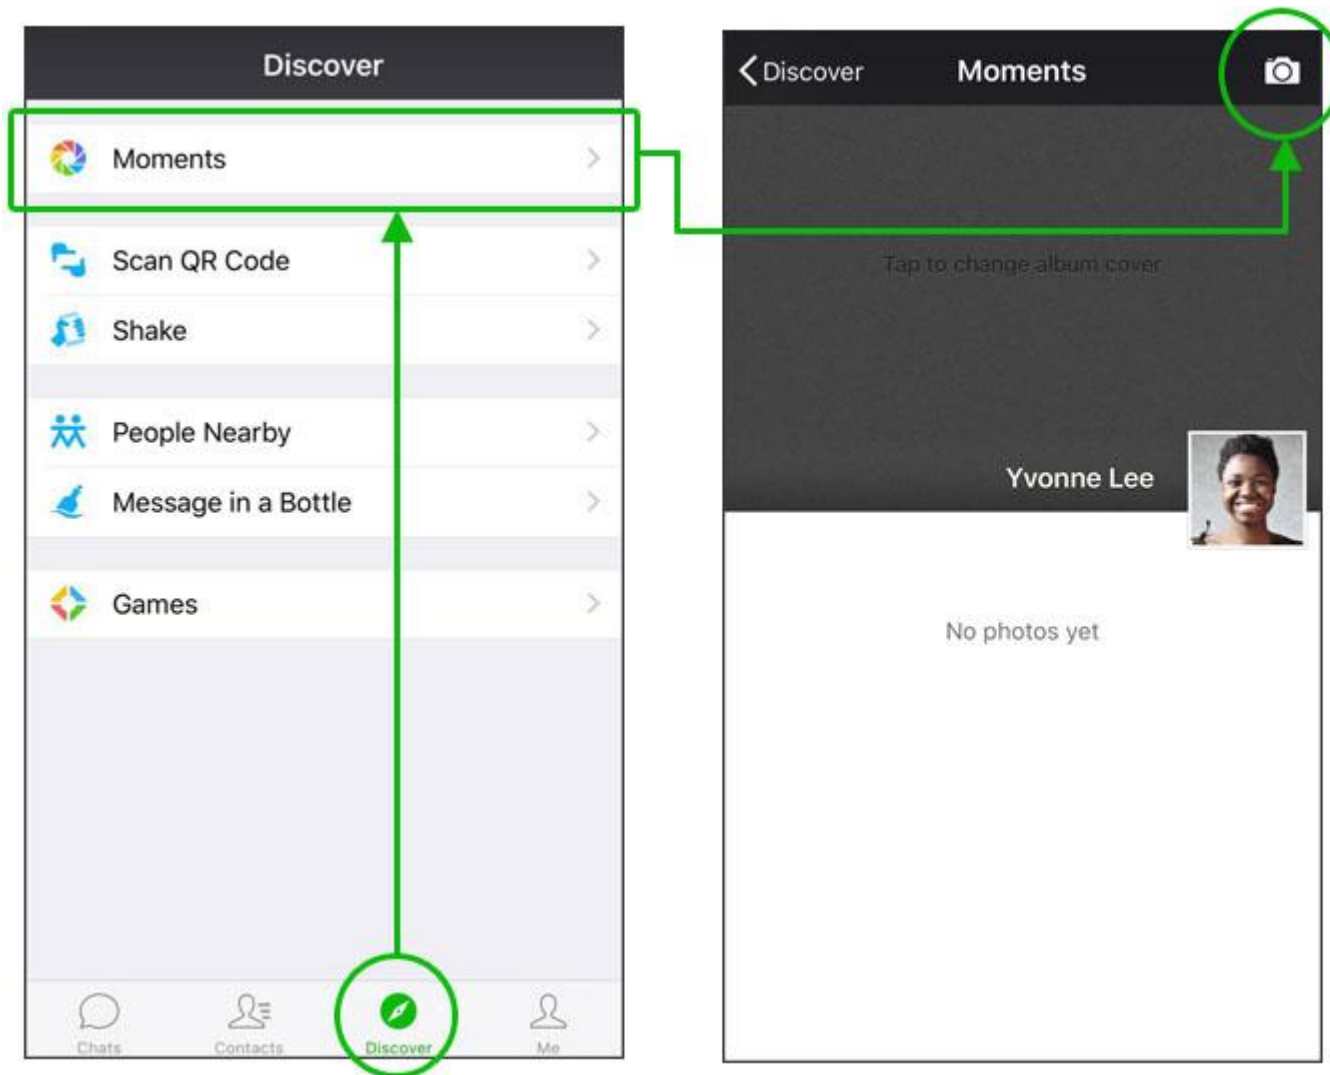 Discover
Moments
Scan QR Code
Shake
People Nearby
Message in a Bottle
Games
Chats
Contacts
Discover
Me
Discover
Moments
Tap to change album cover
Yvonne Lee
No photos yet